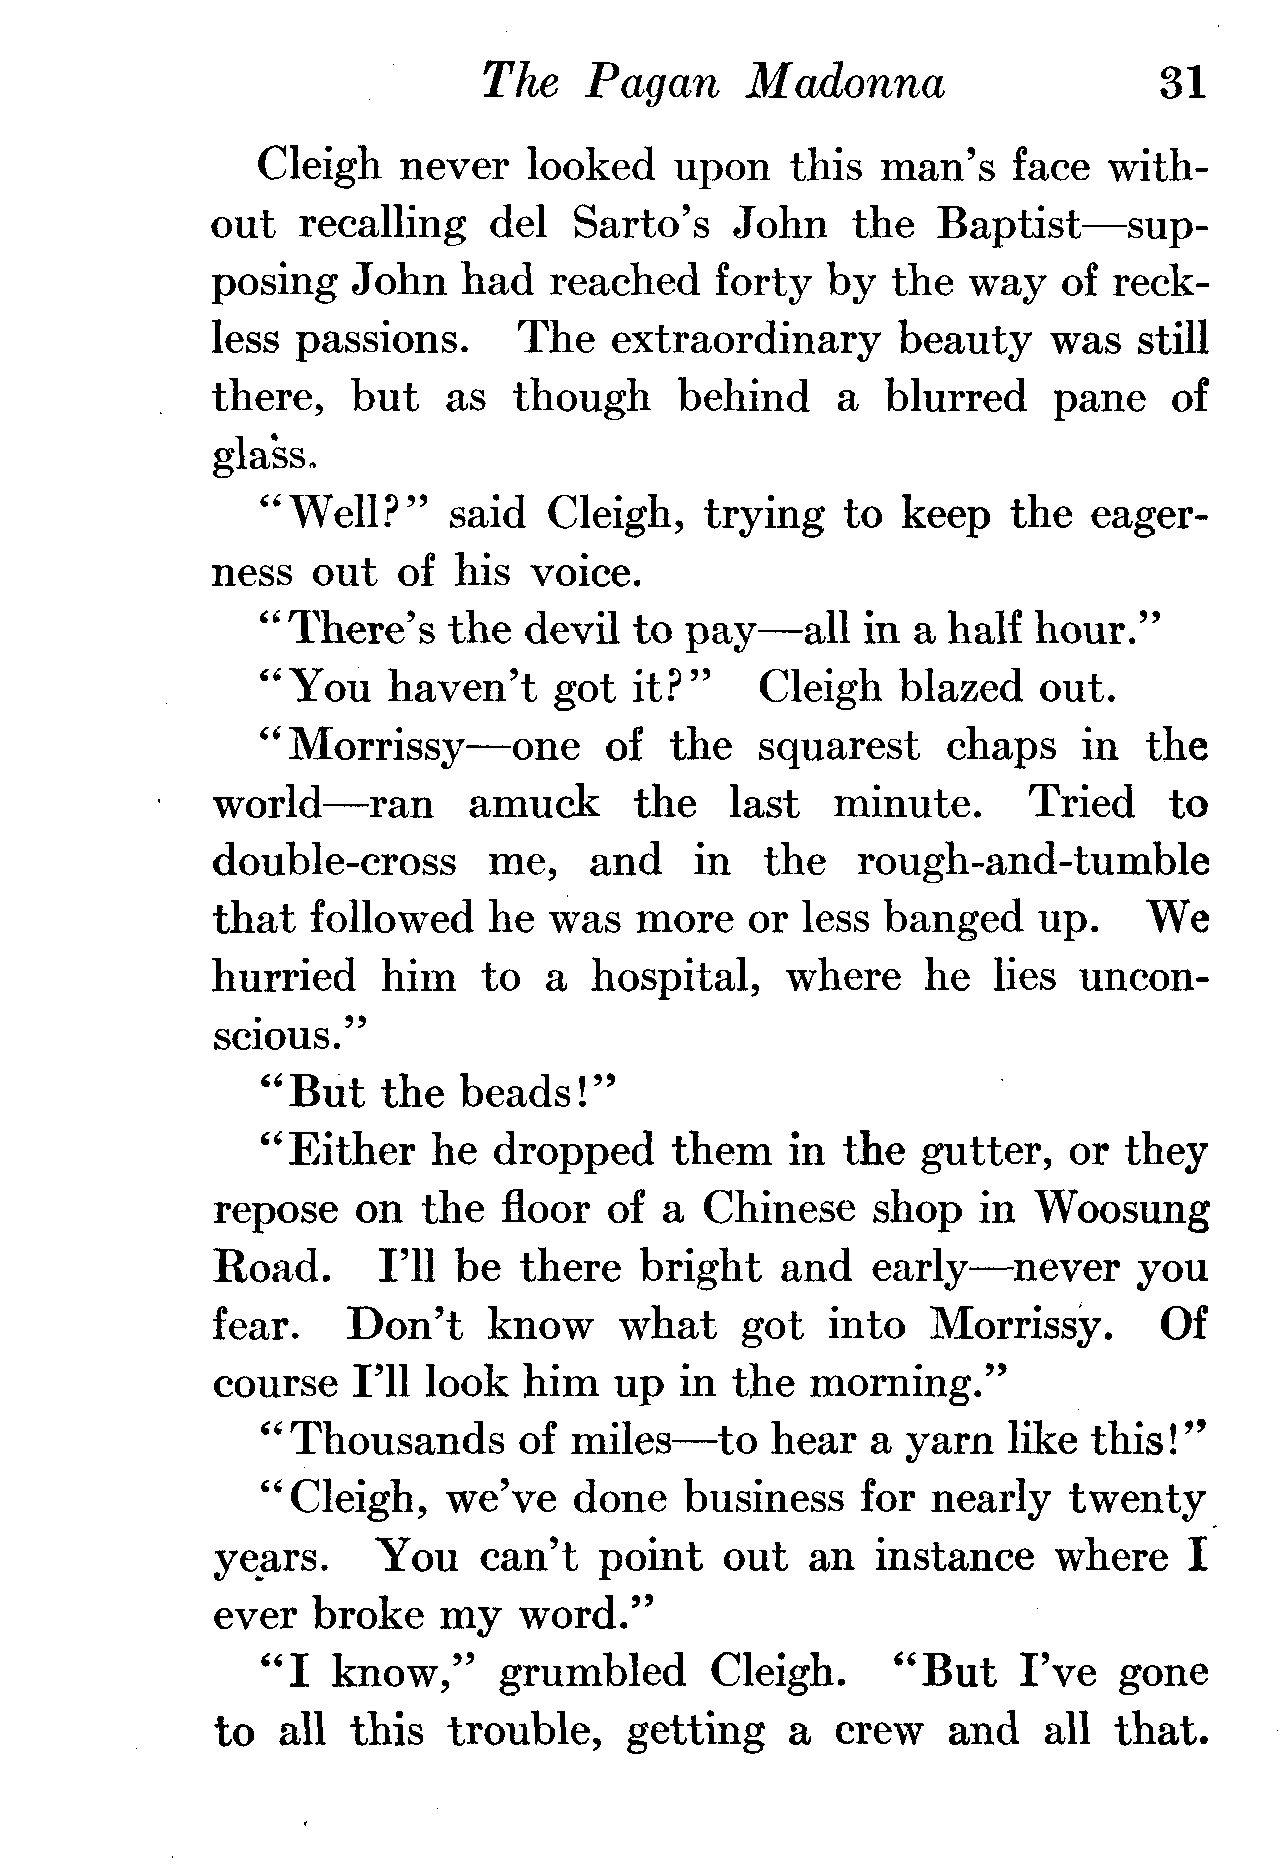 The Pagan Madonna 31
Cleigh never looked upon this man's face with-
out recalling del Sarto's John the Baptist—sup-
posing John had reached forty by the way of reck-
less passions. The extraordinary beauty was still
there, but as though behind a blurred pane of
glass.
“Well?” said Cleigh, trying to keep the eager-
ness out of his voice.
“There's the devil to pay—all in a half hour.”
“You haven't got it?” Cleigh blazed out.
“Morrissy—one of the squarest chaps in the
world—ran amuck the last minute. Tried to
double-cross me, and in the rough-and-tumble
that followed he was more or less banged up. We
hurried him to a hospital, where he lies uncon-
scious.”
“But the beads!”
“Either he dropped them in the gutter, or they
repose on the floor of a Chinese shop in Woosung
Road. I'll be there bright and early—never you
fear. Don't know what got into Morrissy. Of
course I'll look him up in the morning.”
“Thousands of miles—to hear a yarn like this!”
“Cleigh, we've done business for nearly twenty
years. You can't point out an instance where I
ever broke my word.”
“I know,” grumbled Cleigh. “But I've gone
to all this trouble, getting a crew and all that.